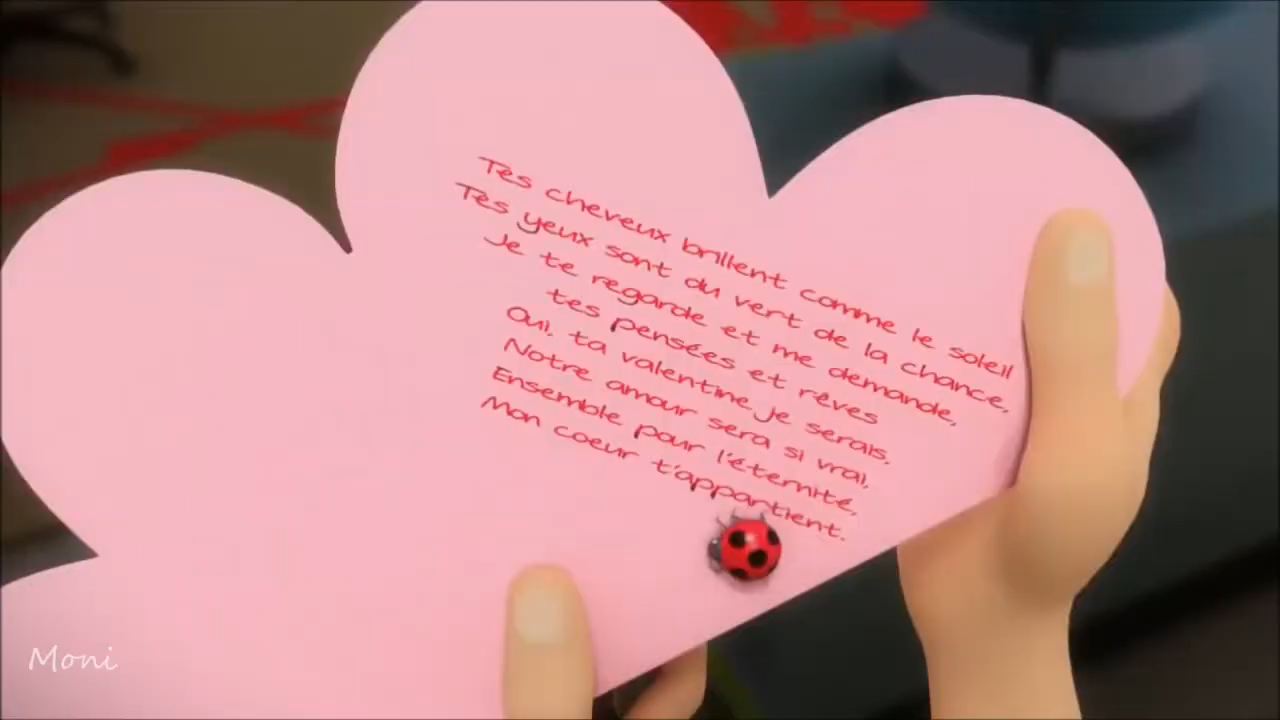 Tes cheveux brillent comme le soleil
Tes yeux sont du vert de la chance,
Je te regarde et me demande,
tes pensées et rêves
Oui, ta valentine je serais,
Notre amour sera si vrai,
Ensemble pour l'éternité,
Mon coeur t'appartient.
Moni